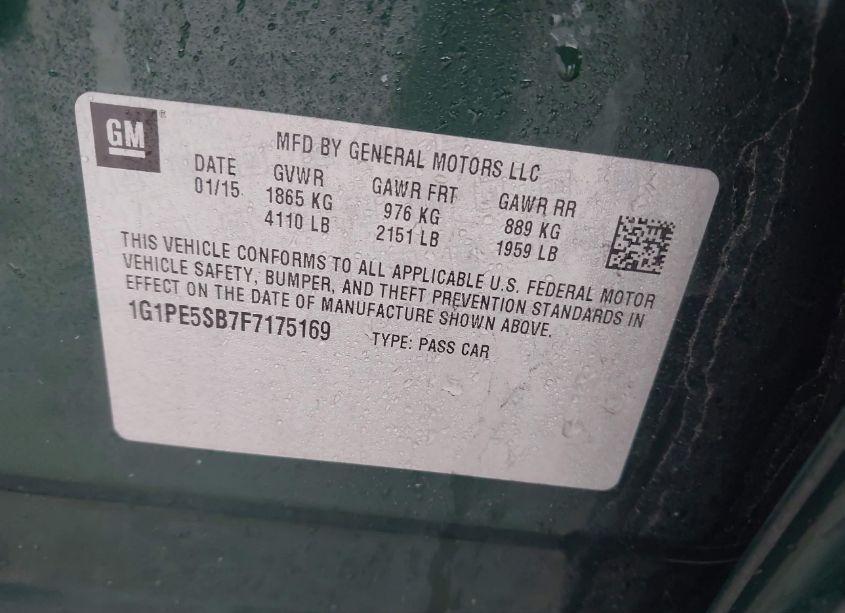 GM
MFD BY GENERAL MOTORS LLC
DATE GVWR GAWR FRT GAWR RR
01/15 1865 KG 976 KG 889 KG
4110 LB 2151 LB 1959 LB
THIS VEHICLE CONFORMS TO ALL APPLICABLE U.S. FEDERAL MOTOR
VEHICLE SAFETY, BUMPER, AND THEFT PREVENTION STANDARDS IN
EFFECT ON THE DATE OF MANUFACTURE SHOWN ABOVE.
1G1PE5SB7F7175169 TYPE: PASS CAR